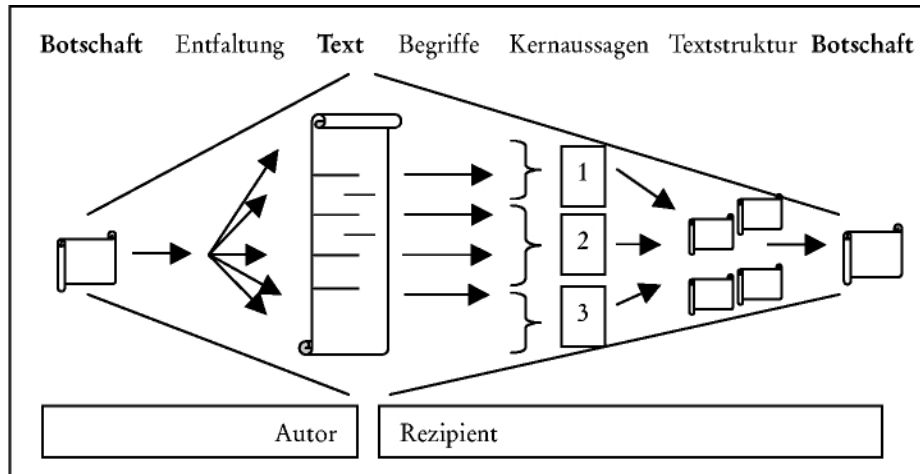 Botschaft Entfaltung Text Begriffe Kernaussagen Textstruktur Botschaft
1
2
3
Autor Rezipient